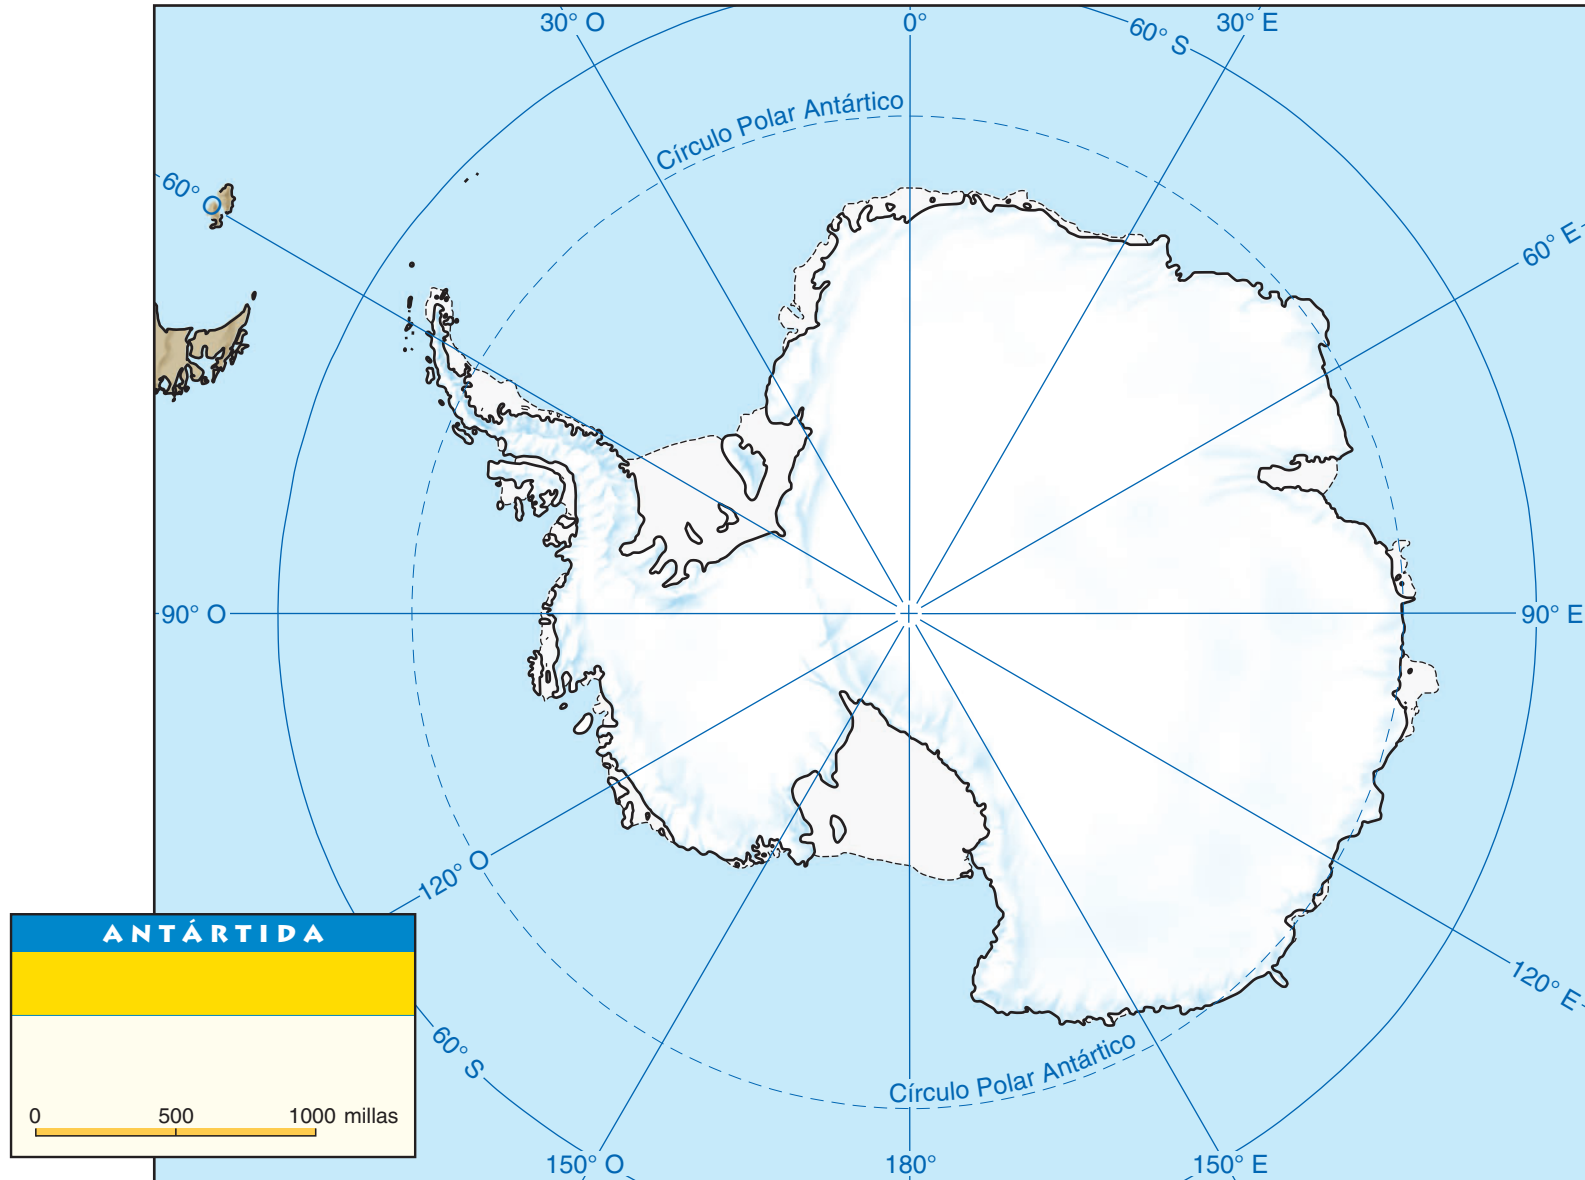 30° O
0°
30° E
60° S
Círculo Polar Antártico
60°
60° E
90° O
90° E
120° O
ANTÁRTIDA
120° E
60° S
Círculo Polar Antártico
0 500 1000 millas
150° O
180°
150° E